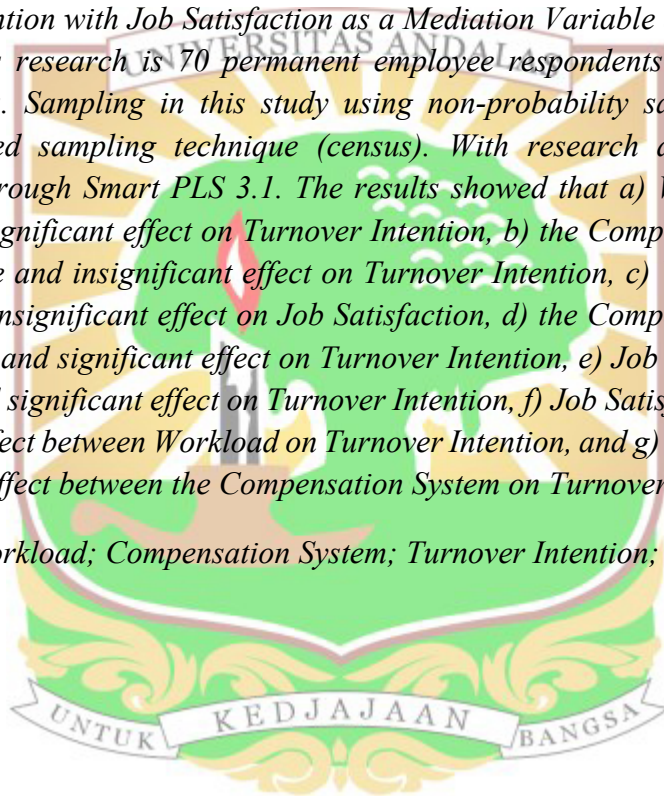 ntion with Job Satisfaction as a Mediation Variable
UNIVERSITAS ANDALAS
research is 70 permanent employee respondents
. Sampling in this study using non-probability sa
ed sampling technique (census). With research a
hrough Smart PLS 3.1. The results showed that a)
gnificant effect on Turnover Intention, b) the Comp
e and insignificant effect on Turnover Intention, c)
nsignificant effect on Job Satisfaction, d) the Comp
and significant effect on Turnover Intention, e) Job
significant effect on Turnover Intention, f) Job Satis
fect between Workload on Turnover Intention, and g)
ffect between the Compensation System on Turnover
orkload; Compensation System; Turnover Intention;
UNTUK KEDJAJAAN BANGSA